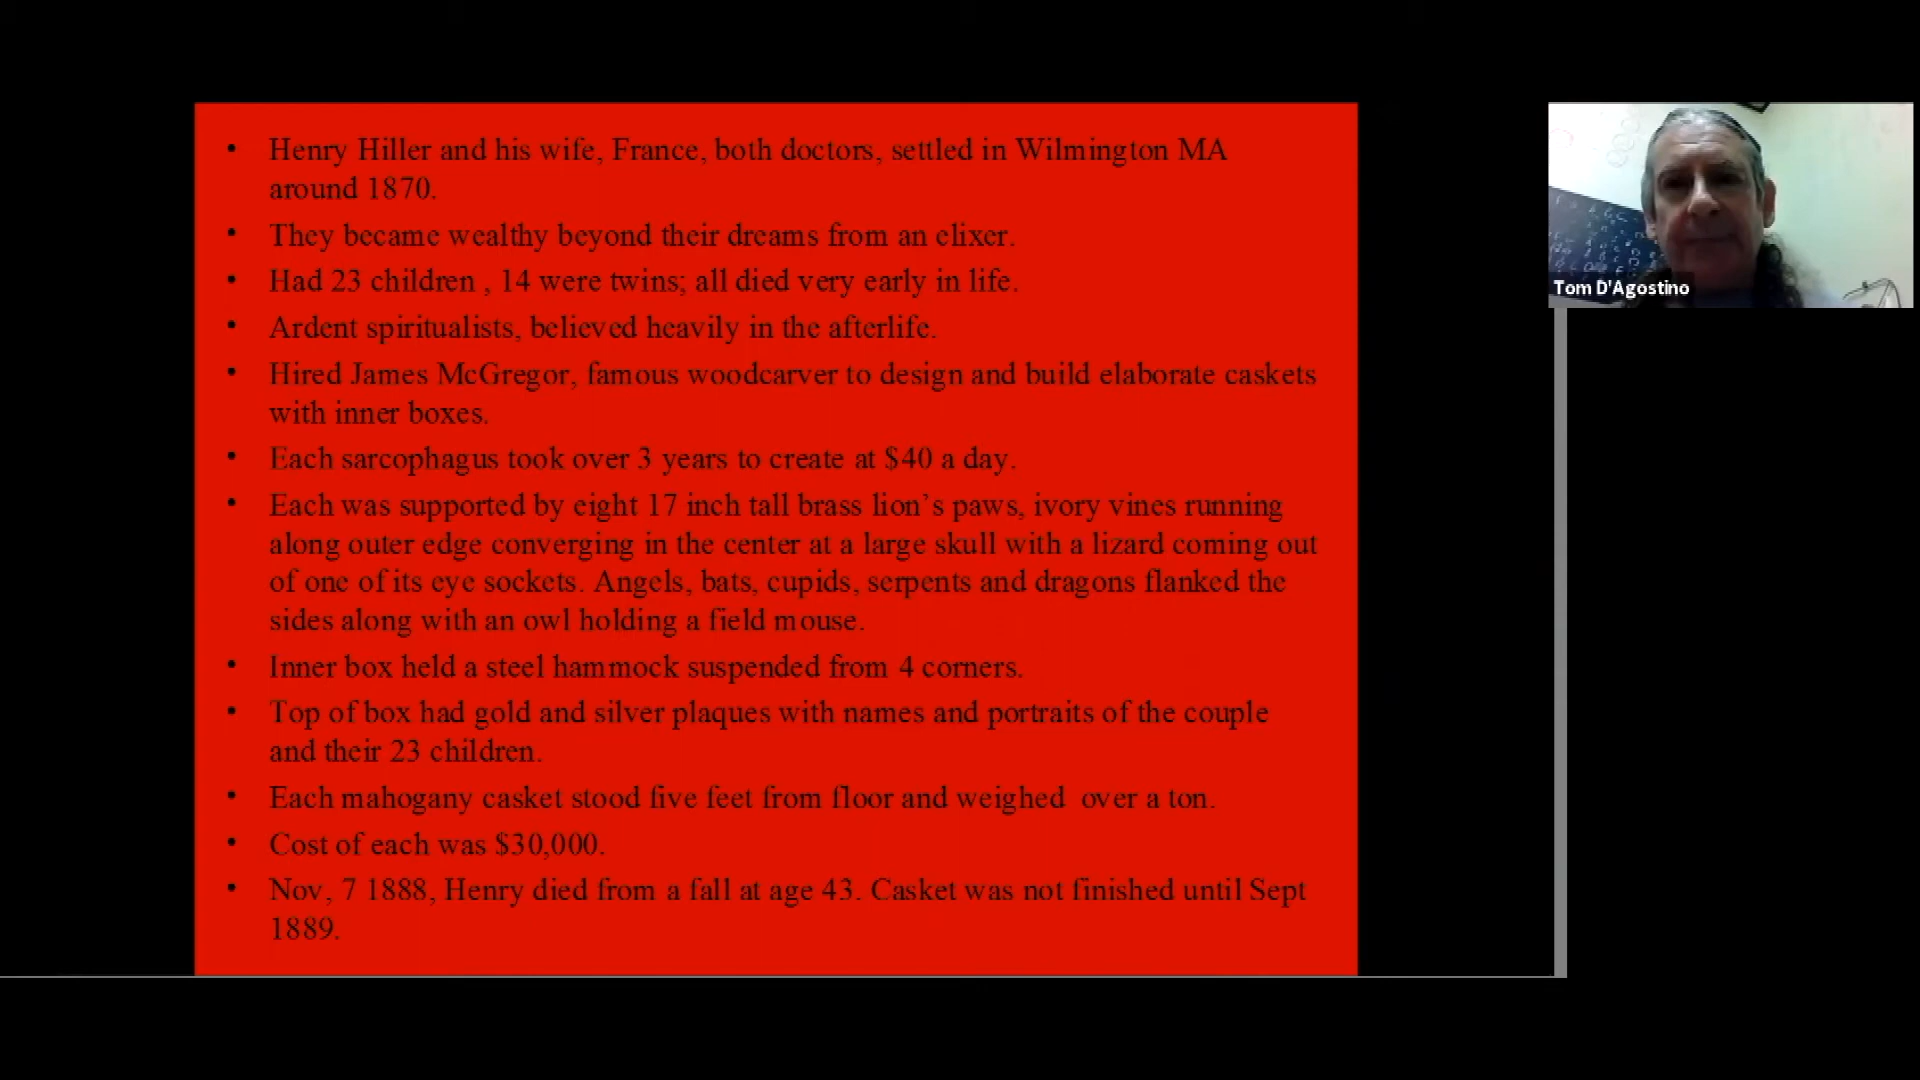 • Henry Hiller and his wife, France, both doctors, settled in Wilmington MA
around 1870.
• They became wealthy beyond their dreams from an elixer.
• Had 23 children , 14 were twins; all died very early in life.
• Ardent spiritualists, believed heavily in the afterlife.
• Hired James McGregor, famous woodcarver to design and build elaborate caskets
with inner boxes.
• Each sarcophagus took over 3 years to create at $40 a day.
• Each was supported by eight 17 inch tall brass lion’s paws, ivory vines running
along outer edge converging in the center at a large skull with a lizard coming out
of one of its eye sockets. Angels, bats, cupids, serpents and dragons flanked the
sides along with an owl holding a field mouse.
• Inner box held a steel hammock suspended from 4 corners.
• Top of box had gold and silver plaques with names and portraits of the couple
and their 23 children.
• Each mahogany casket stood five feet from floor and weighed  over a ton.
• Cost of each was $30,000.
• Nov, 7 1888, Henry died from a fall at age 43. Casket was not finished until Sept
1889.
Tom D'Agostino